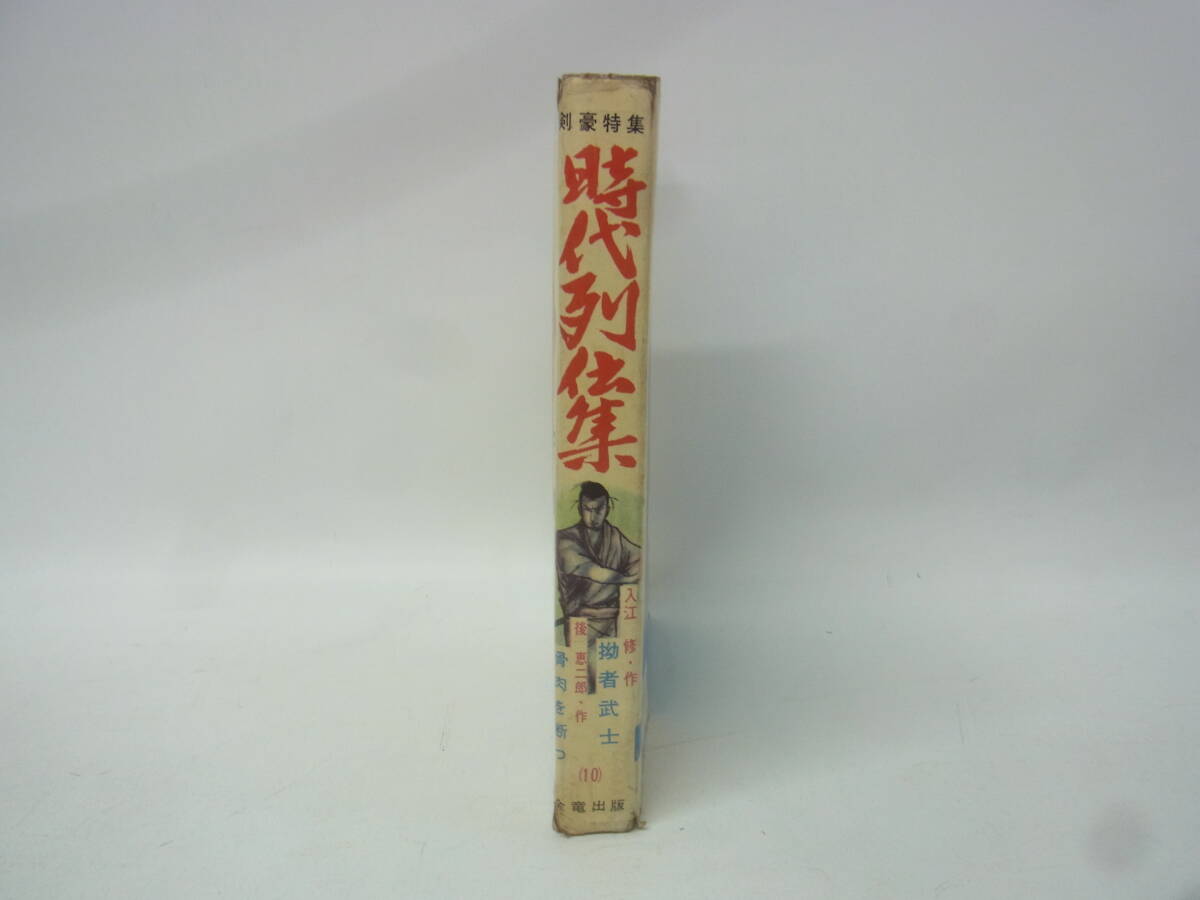 剣豪特集
時代列伝集
入江 修・作
拗者武士
後 恵二郎・作
骨肉を断つ
(10)
金竜出版